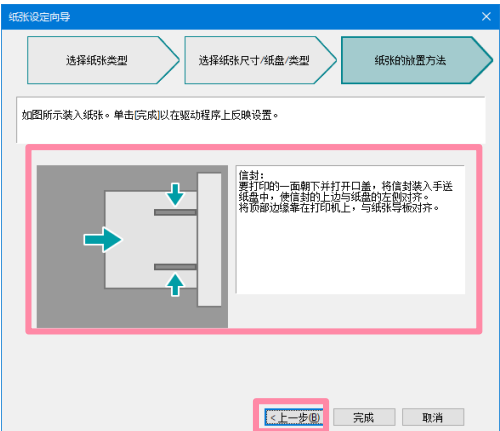 纸张设定向导
选择纸张类型
选择纸张尺寸/纸盘/类型
纸张的放置方法
如图所示装入纸张。单击[完成]以在驱动程序上反映设置。
信封:
要打印的一面朝下并打开口盖，将信封装入手送
纸盘中，使信封的上边与纸盘的左侧对齐。
将顶部边缘靠在打印机上，与纸张导板对齐。
<上一步(B)
完成
取消